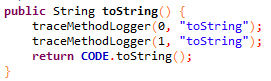 public String toString() {
    traceMethodLogger(0, "toString");
    traceMethodLogger(1, "toString");
    return CODE.toString();
}